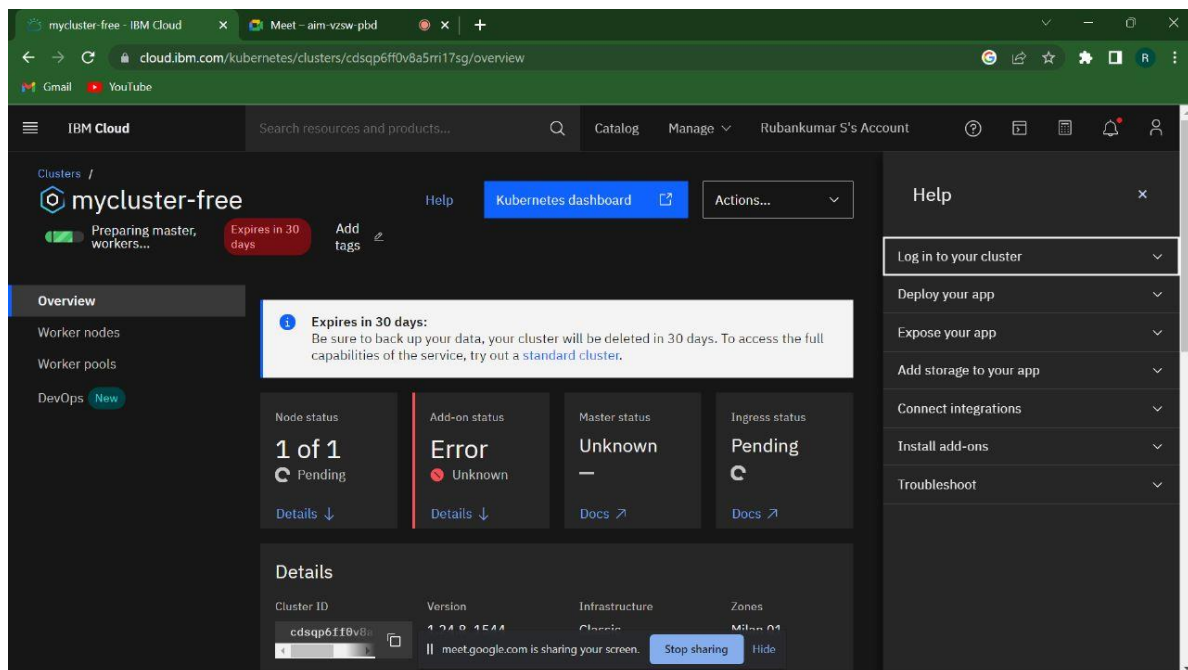 mycluster-free - IBM Cloud
Meet – aim-vzsw-pbd
cloud.ibm.com/kubernetes/clusters/cdsqp6ff0v8a5rri17sg/overview
R
Gmail
YouTube
IBM Cloud
Search resources and products...
Catalog
Manage
Rubankumar S's Account
Clusters /
mycluster-free
Preparing master,
workers...
Expires in 30
days
Add
tags
Help
Kubernetes dashboard
Actions...
Overview
Worker nodes
Worker pools
DevOps New
Expires in 30 days:
Be sure to back up your data, your cluster will be deleted in 30 days. To access the full
capabilities of the service, try out a standard cluster.
Node status
1 of 1
Pending
Details
Add-on status
Error
Unknown
Details
Master status
Unknown
–
Docs
Ingress status
Pending
Docs
Details
Cluster ID
cdsqp6ff0v8
Version
1.24.8_1544
Infrastructure
Classic
Zones
Milan 01
Help
Log in to your cluster
Deploy your app
Expose your app
Add storage to your app
Connect integrations
Install add-ons
Troubleshoot
meet.google.com is sharing your screen.
Stop sharing
Hide